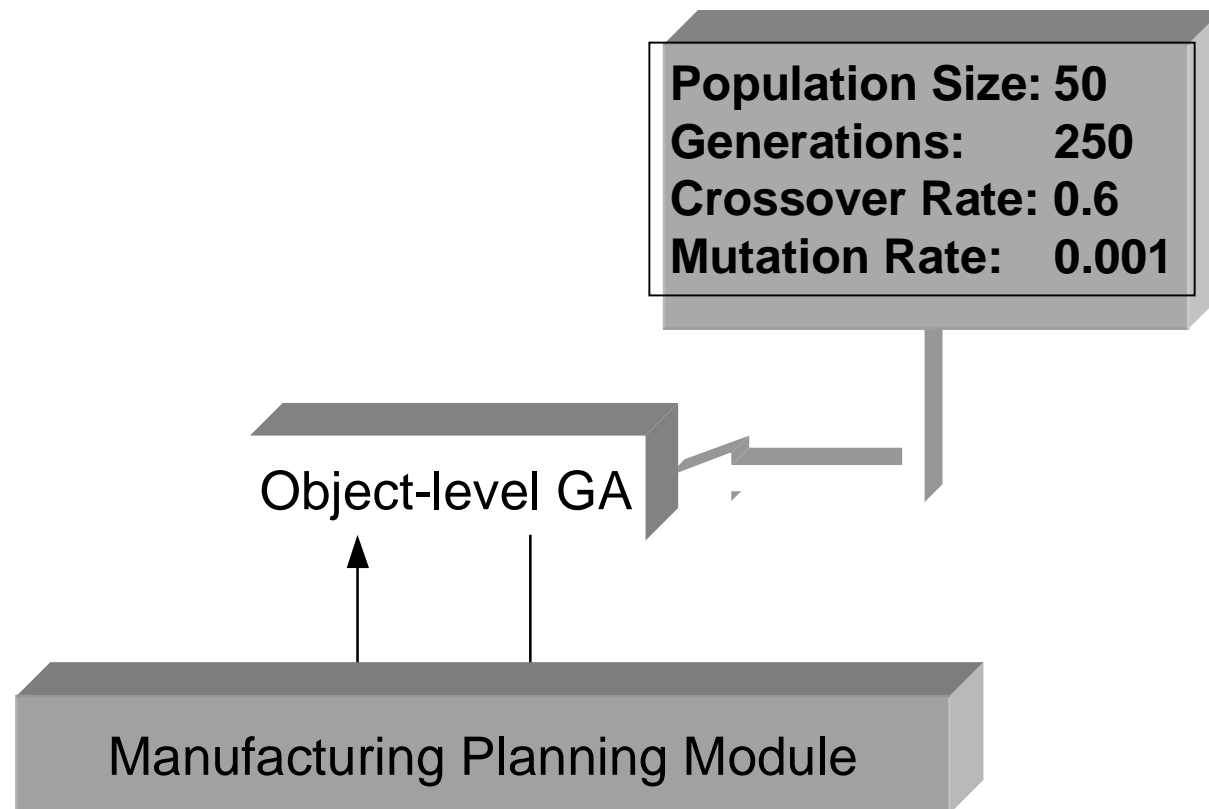 Population Size: 50
Generations: 250
Crossover Rate: 0.6
Mutation Rate: 0.001
Object-level GA
Manufacturing Planning Module